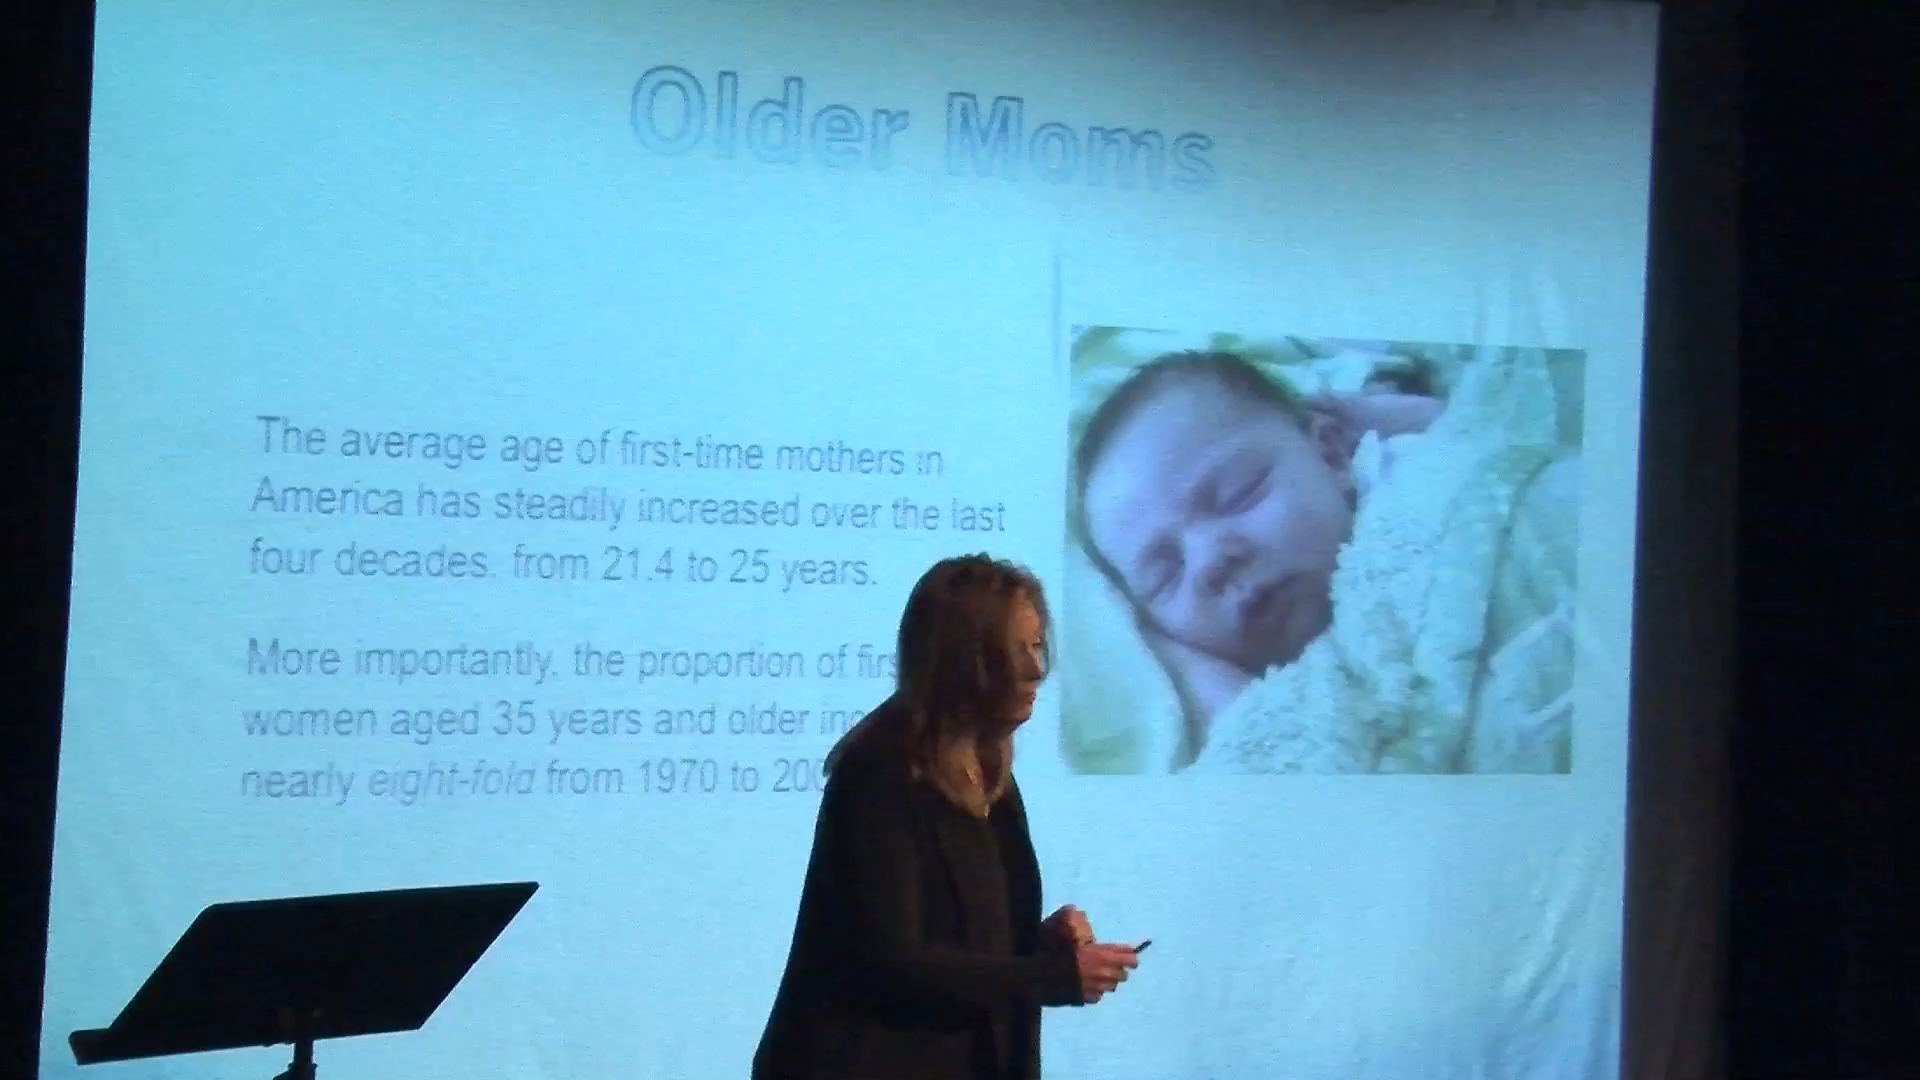 Older Moms
The average age of first-time mothers in
America has steadily increased over the last
four decades, from 21.4 to 25 years.
More importantly, the proportion of
women aged 35 years and older
nearly eight-fold from 1970 to